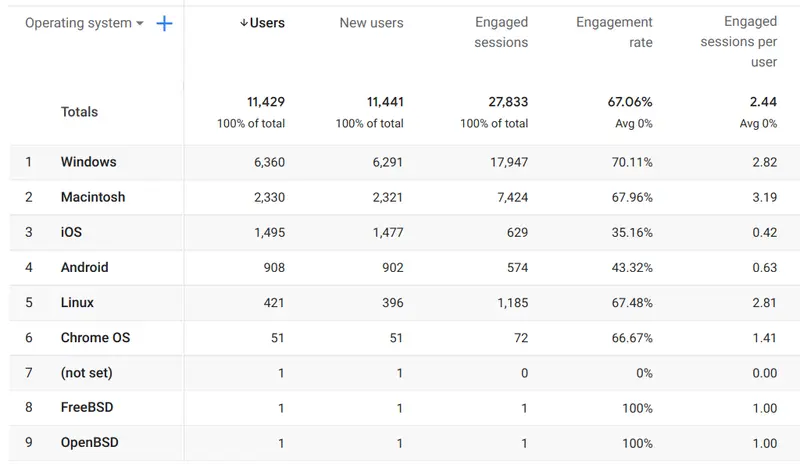 Operating system Users New users Engaged sessions Engagement rate Engaged sessions per user
Totals 11,429 11,441 27,833 67.06% 2.44
100% of total 100% of total 100% of total Avg 0% Avg 0%
1 Windows 6,360 6,291 17,947 70.11% 2.82
2 Macintosh 2,330 2,321 7,424 67.96% 3.19
3 iOS 1,495 1,477 629 35.16% 0.42
4 Android 908 902 574 43.32% 0.63
5 Linux 421 396 1,185 67.48% 2.81
6 Chrome OS 51 51 72 66.67% 1.41
7 (not set) 1 1 0 0% 0.00
8 FreeBSD 1 1 1 100% 1.00
9 OpenBSD 1 1 1 100% 1.00